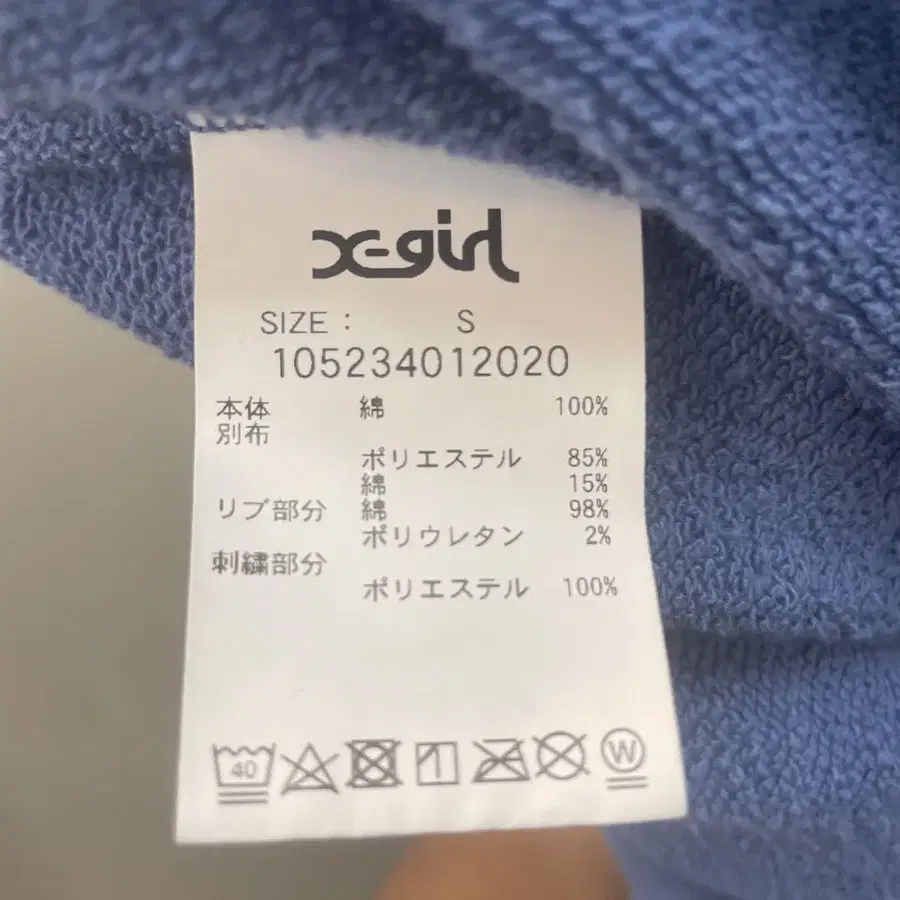 X-girl
SIZE : S
105234012020
本体 綿 100%
別布
ポリエステル 85%
綿 15%
リブ部分 綿 98%
ポリウレタン 2%
刺繍部分
ポリエステル 100%
40 W